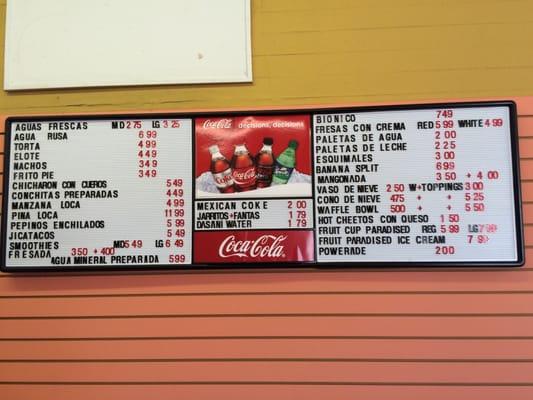 AGUAS FRESCAS MD 2 75 LG 3 25
AGUA RUSA 6 99
TORTA 4 99
ELOTE 4 49
NACHOS 3 49
FRITO PIE 3 49
CHICHARON CON CUEROS 5 49
CONCHITAS PREPARADAS 4 49
MANZANA LOCA 4 99
PINA LOCA 11 99
PEPINOS ENCHILADOS 5 99
JICATACOS 5 49
SMOOTHIES MD 5 49 LG 6 49
FRESADA 3 50 + 4 00
AGUA MINERAL PREPARADA 5 99
Coca-Cola decisions, decisions
MEXICAN COKE 2 00
JARRITOS+FANTAS 1 79
DASANI WATER 1 79
Coca-Cola
BIONICO 7 49
FRESAS CON CREMA RED 5 99 WHITE 4 99
PALETAS DE AGUA 2 00
PALETAS DE LECHE 2 25
ESQUIMALES 3 00
BANANA SPLIT 6 99
MANGONADA 3 50 + 4 00
VASO DE NIEVE 2 50 W+TOPPINGS 3 00
CONO DE NIEVE 4 75 + + 5 25
WAFFLE BOWL 5 00 + + 5 50
HOT CHEETOS CON QUESO 1 50
FRUIT CUP PARADISED REG 5 99 LG 7 99
FRUIT PARADISED ICE CREAM 7 99
POWERADE 2 00